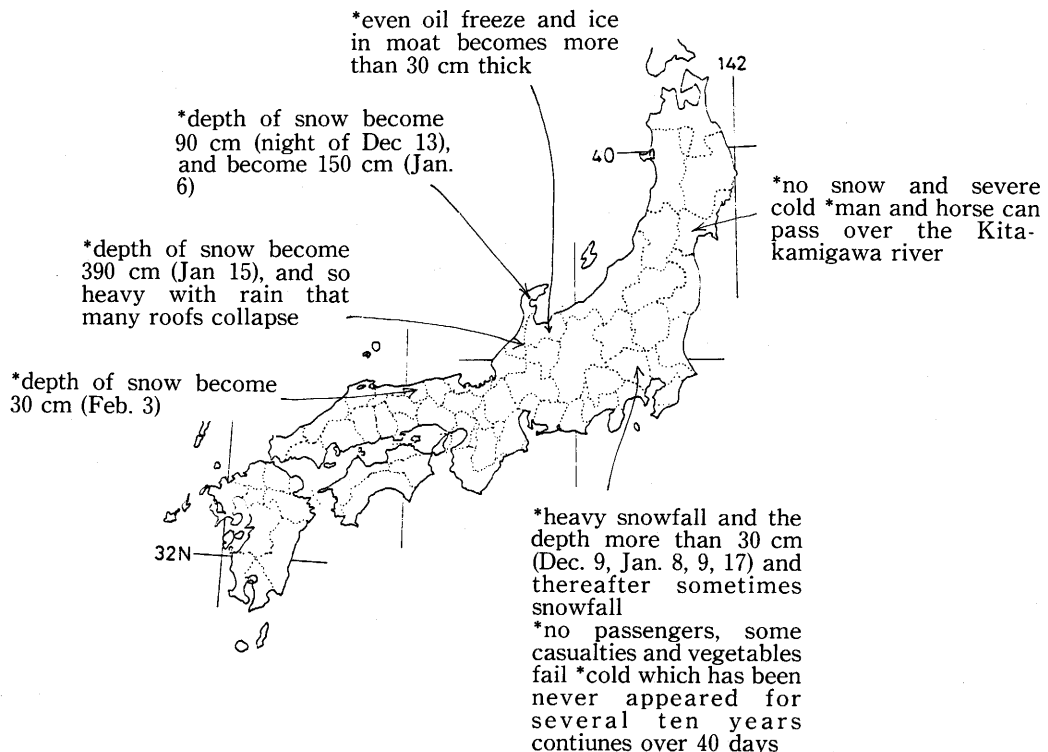 *even oil freeze and ice
in moat becomes more
than 30 cm thick
142
*depth of snow become
90 cm (night of Dec 13),
and become 150 cm (Jan.
6)
40
*no snow and severe
cold *man and horse can
pass over the Kita-
kamigawa river
*depth of snow become
390 cm (Jan 15), and so
heavy with rain that
many roofs collapse
*depth of snow become
30 cm (Feb. 3)
32N
*heavy snowfall and the
depth more than 30 cm
(Dec. 9, Jan. 8, 9, 17) and
thereafter sometimes
snowfall
*no passengers, some
casualties and vegetables
fail *cold which has been
never appeared for
several ten years
contiunes over 40 days